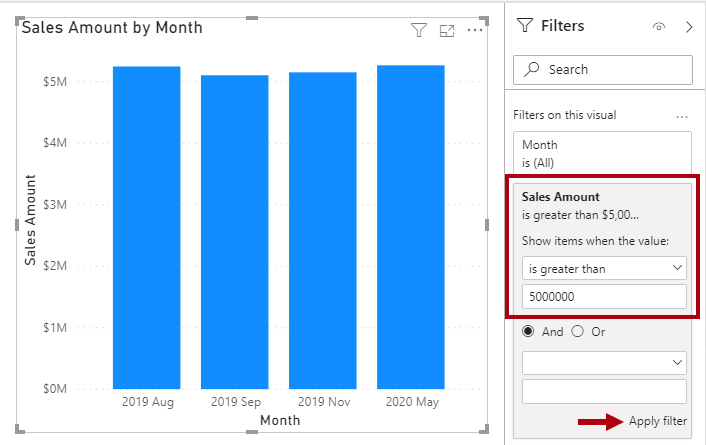 Sales Amount by Month
Sales Amount
$5M
$4M
$3M
$2M
$1M
$0M
2019 Aug 2019 Sep 2019 Nov 2020 May
Month
Filters
Search
Filters on this visual
Month
is (All)
Sales Amount
is greater than $5,00...
Show items when the value:
is greater than
5000000
And Or
Apply filter